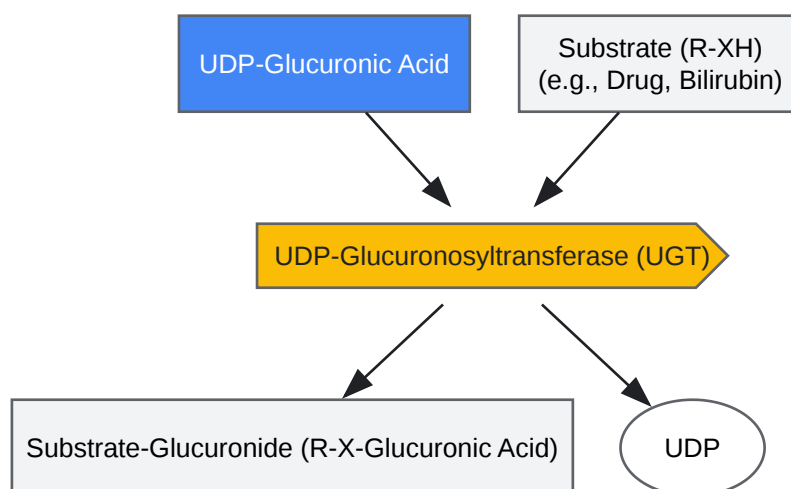 UDP-Glucuronic Acid
Substrate (R-XH)
(e.g., Drug, Bilirubin)
UDP-Glucuronosyltransferase (UGT)
Substrate-Glucuronide (R-X-Glucuronic Acid)
UDP